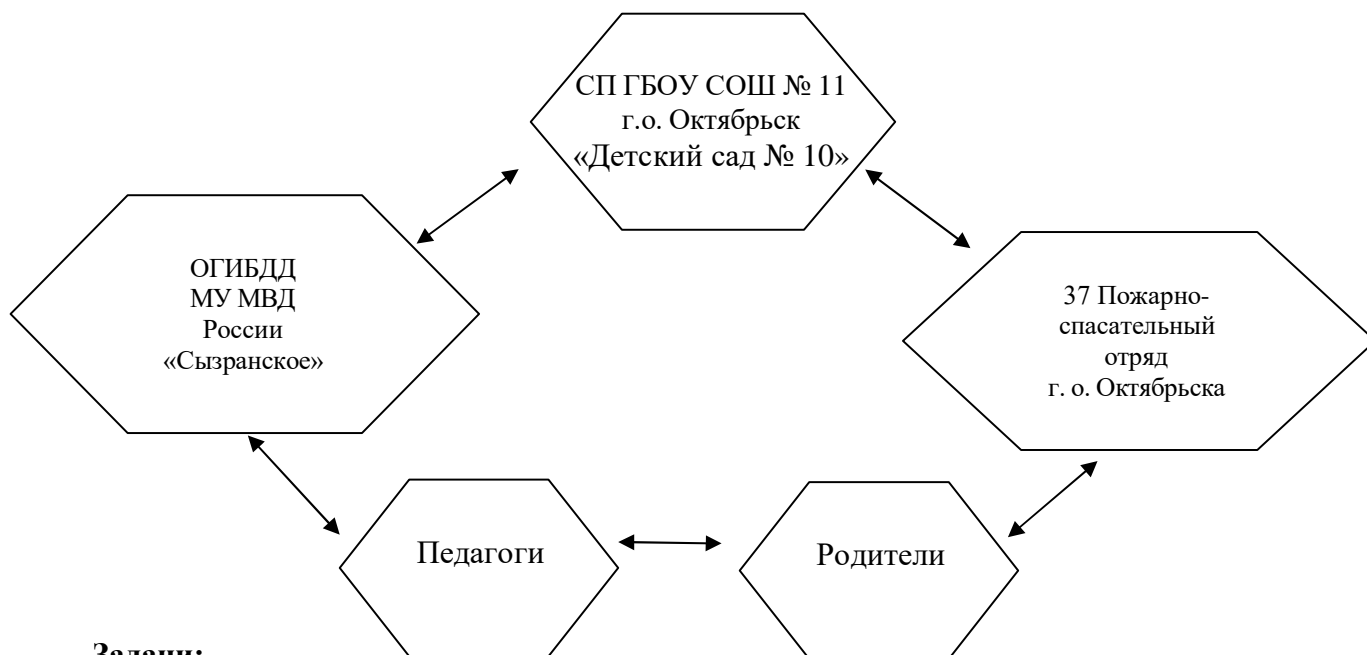 СП ГБОУ СОШ № 11
г.о. Октябрьск
«Детский сад № 10»
ОГИБДД
МУ МВД
России
«Сызранское»
37 Пожарно-
спасательный
отряд
г. о. Октябрьска
Педагоги
Родители
Задачи: